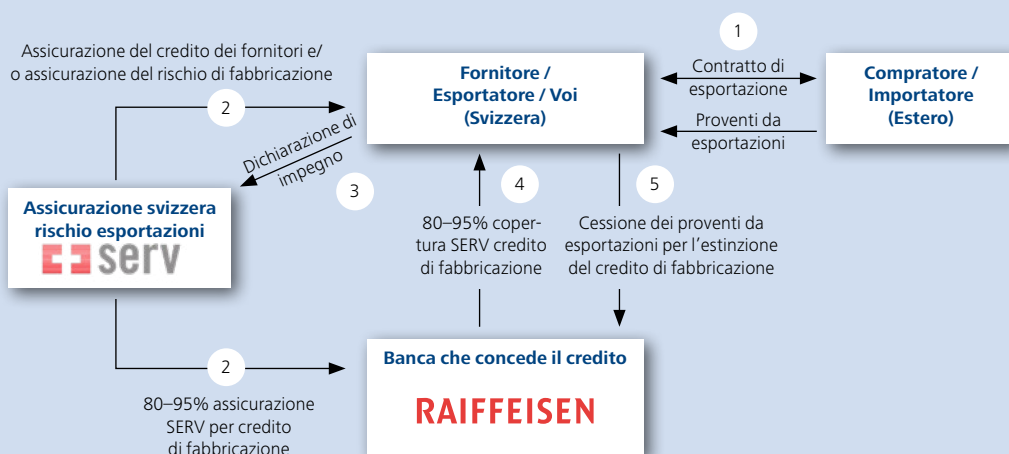 1
Assicurazione del credito dei fornitori e/
o assicurazione del rischio di fabbricazione
2
Fornitore /
Esportatore / Voi
(Svizzera)
Contratto di
esportazione
Compratore /
Importatore
(Estero)
Proventi da
esportazioni
Dichiarazione di
impegno
3
4
5
Assicurazione svizzera
rischio esportazioni
serv
80–95% coper-
tura SERV credito
di fabbricazione
Cessione dei proventi da
esportazioni per l'estinzione
del credito di fabbricazione
2
80–95% assicurazione
SERV per credito
di fabbricazione
Banca che concede il credito
RAIFFEISEN